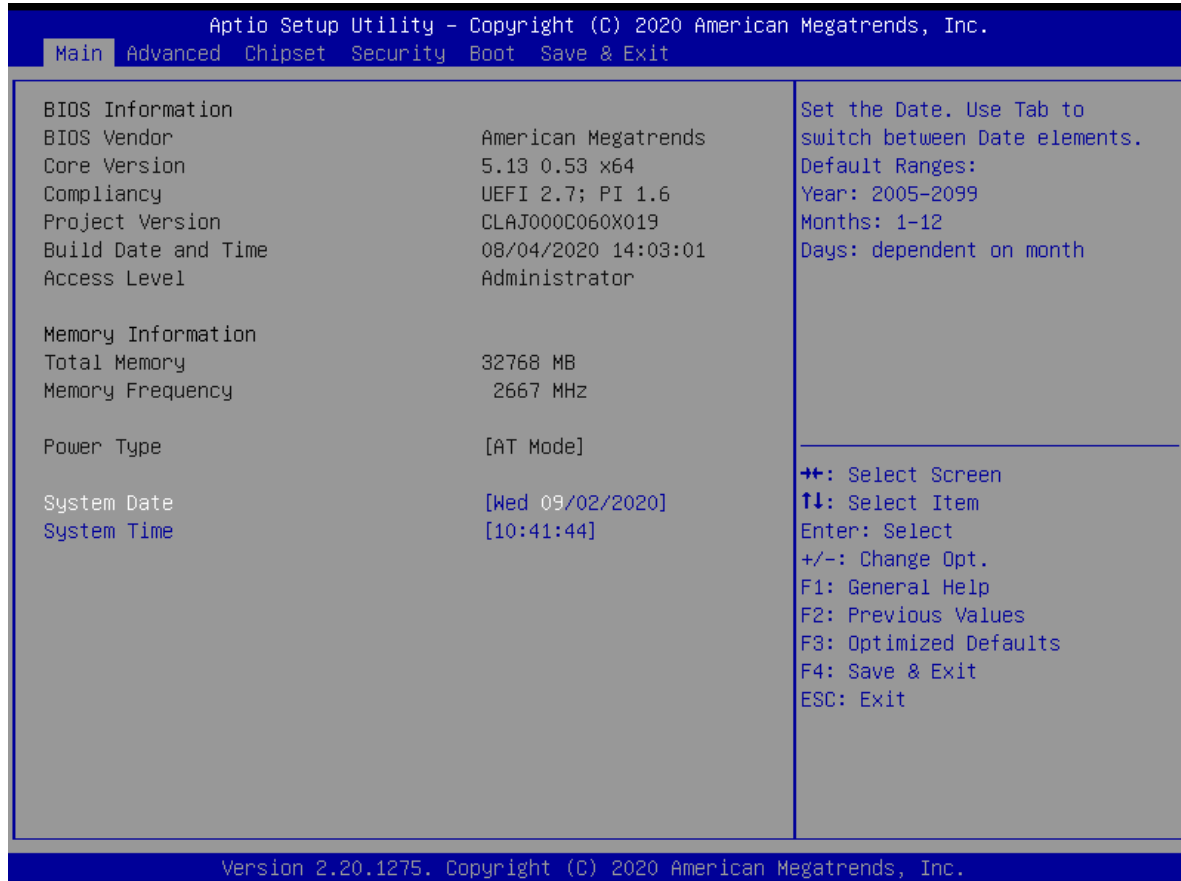 Aptio Setup Utility – Copyright (C) 2020 American Megatrends, Inc.
Main Advanced Chipset Security Boot Save & Exit
BIOS Information
BIOS Vendor American Megatrends
Core Version 5.13 0.53 x64
Compliancy UEFI 2.7; PI 1.6
Project Version CLAJ000C060X019
Build Date and Time 08/04/2020 14:03:01
Access Level Administrator
Memory Information
Total Memory 32768 MB
Memory Frequency 2667 MHz
Power Type [AT Mode]
System Date [Wed 09/02/2020]
System Time [10:41:44]
Set the Date. Use Tab to
switch between Date elements.
Default Ranges:
Year: 2005-2099
Months: 1-12
Days: dependent on month
→←: Select Screen
↑↓: Select Item
Enter: Select
+/-: Change Opt.
F1: General Help
F2: Previous Values
F3: Optimized Defaults
F4: Save & Exit
ESC: Exit
Version 2.20.1275. Copyright (C) 2020 American Megatrends, Inc.